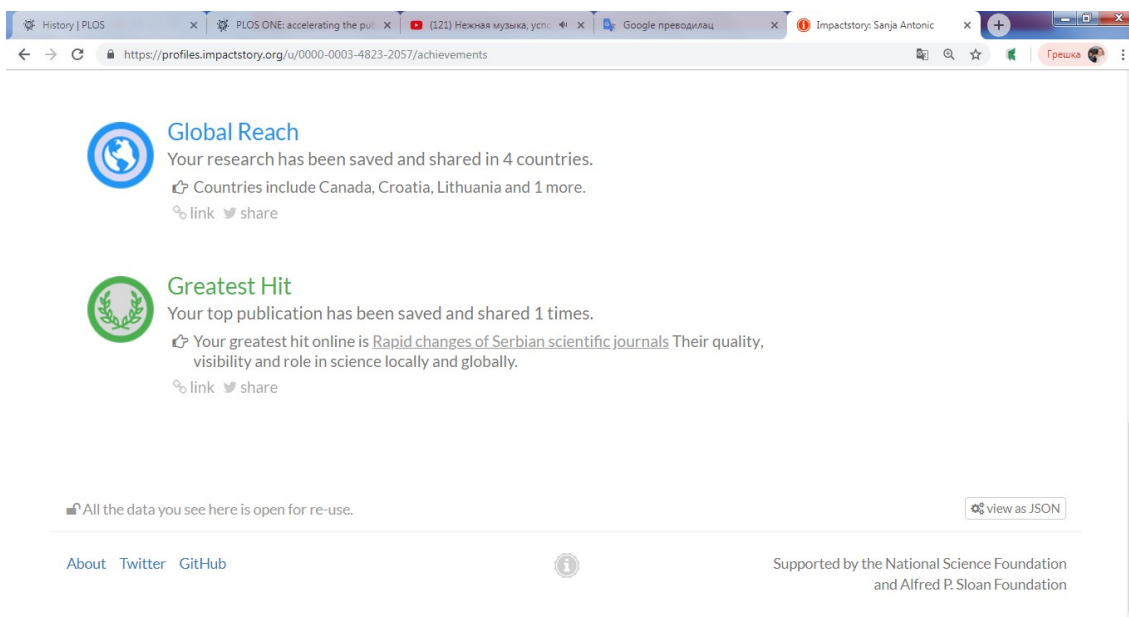 History | PLOS
PLOS ONE: accelerating the pub
(121) Нежная музыка, успо
Google преводилац
Impactstory: Sanja Antonic
https://profiles.impactstory.org/u/0000-0003-4823-2057/achievements
Грешка
Global Reach
Your research has been saved and shared in 4 countries.
Countries include Canada, Croatia, Lithuania and 1 more.
link share
Greatest Hit
Your top publication has been saved and shared 1 times.
Your greatest hit online is Rapid changes of Serbian scientific journals Their quality,
visibility and role in science locally and globally.
link share
All the data you see here is open for re-use.
view as JSON
About Twitter GitHub
Supported by the National Science Foundation
and Alfred P. Sloan Foundation